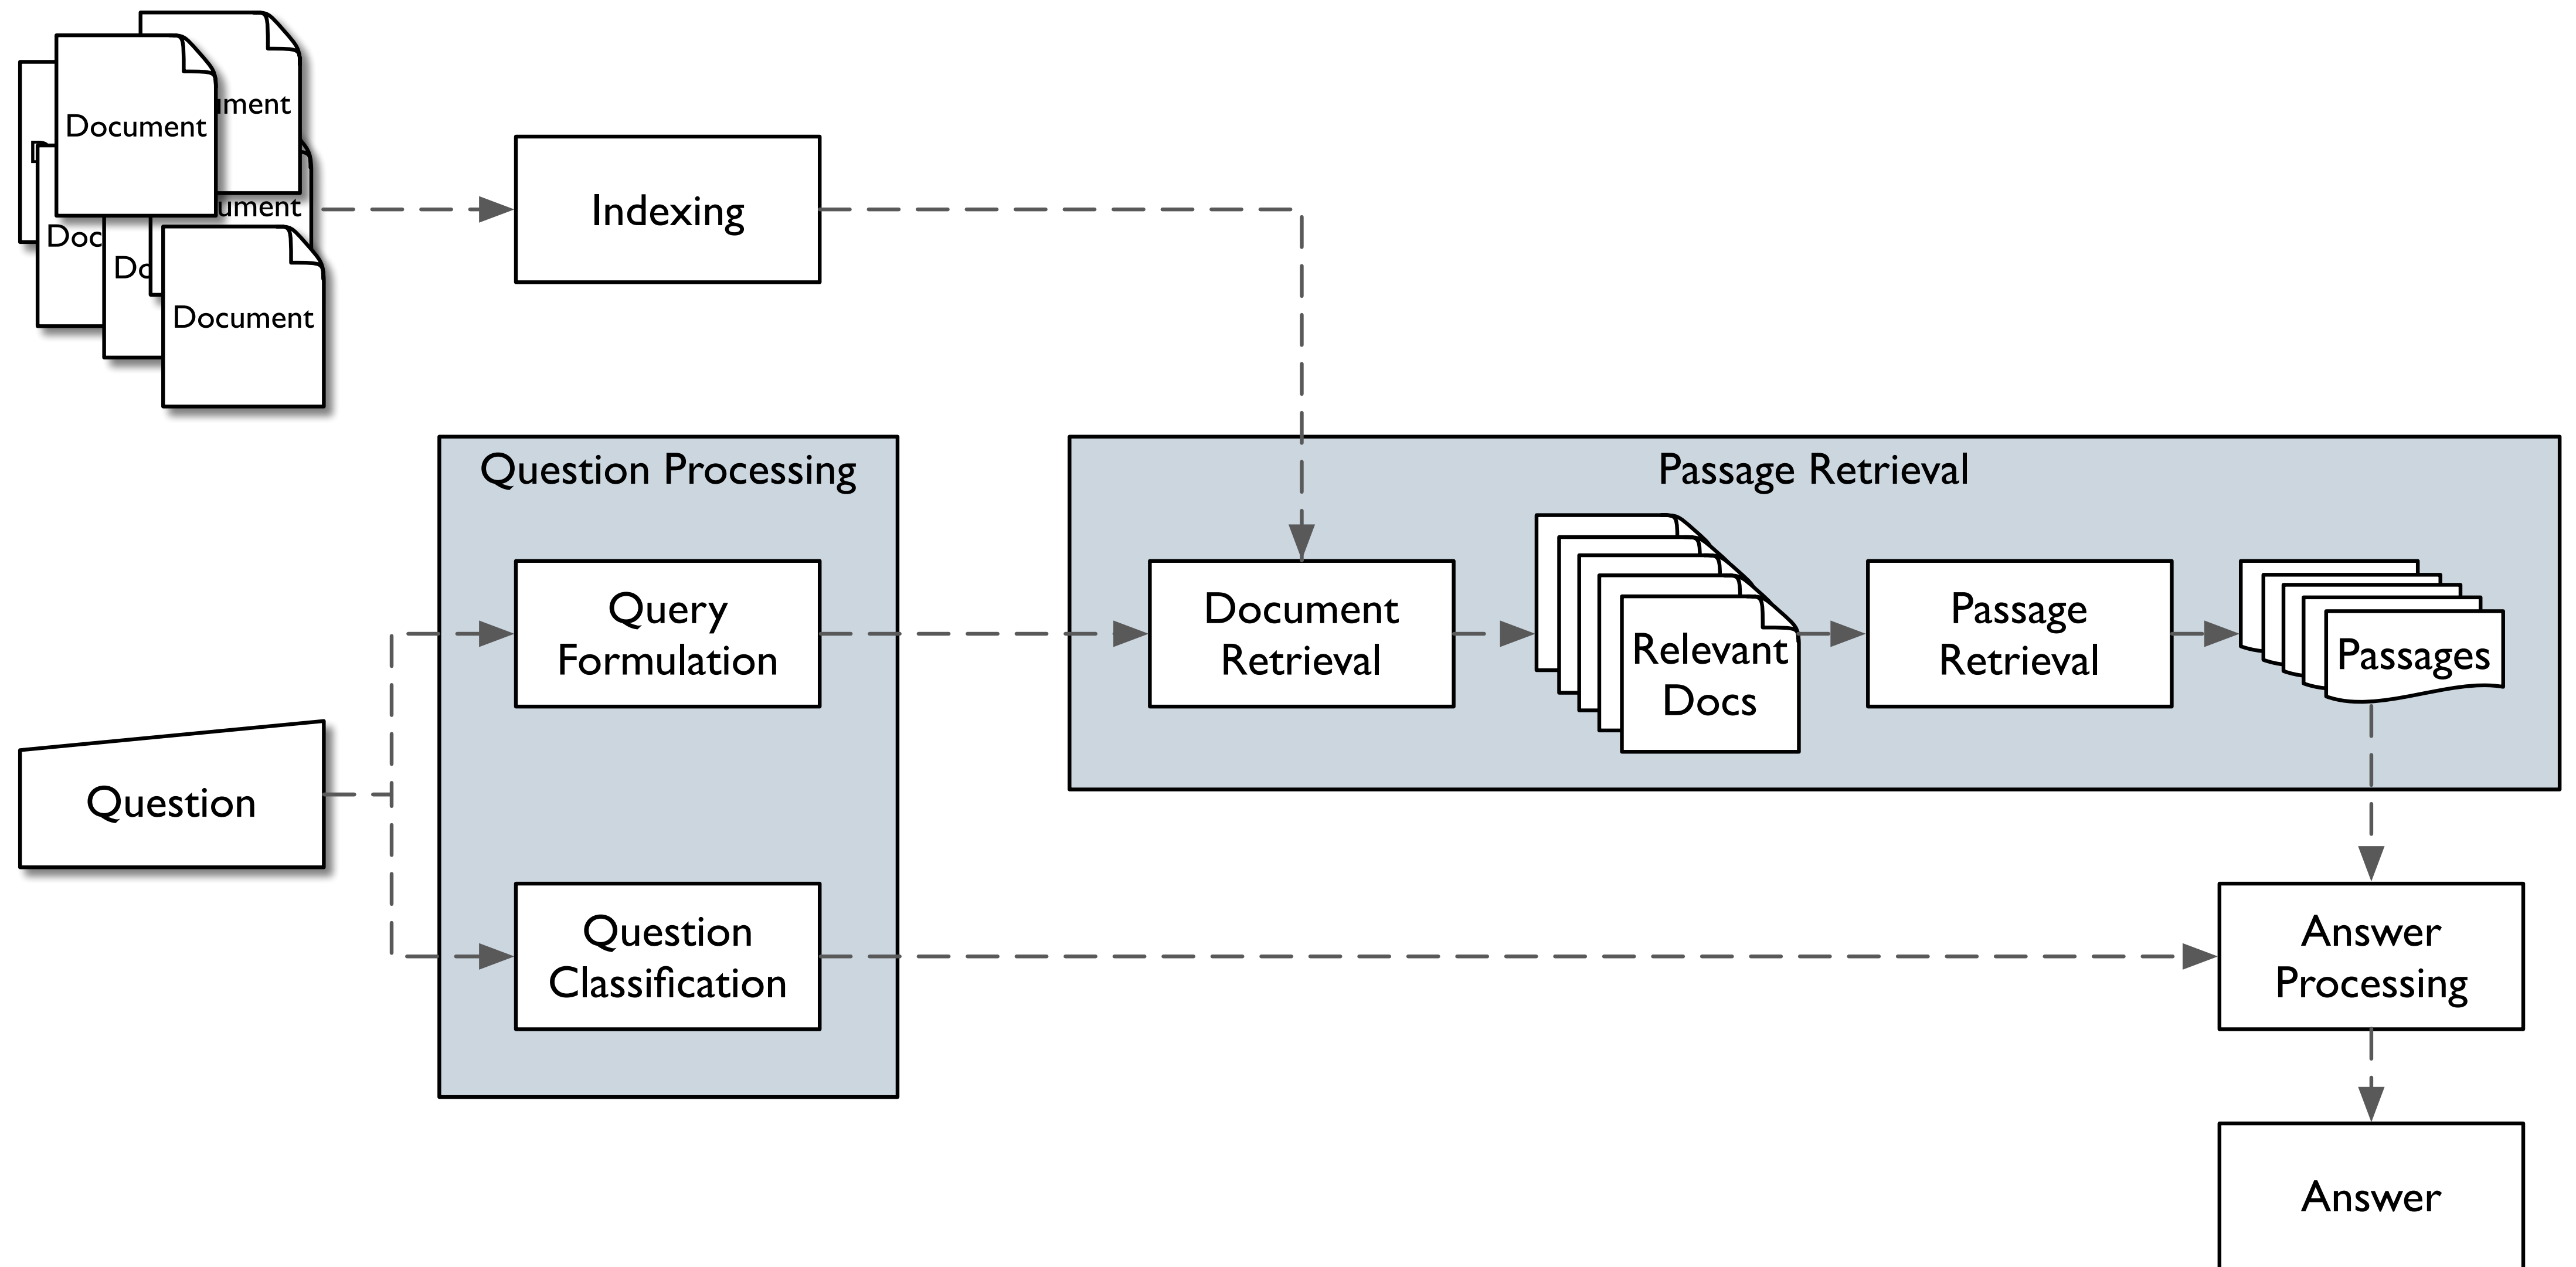 Document
ument
ument
Doc
Document
Indexing
Question Processing
Passage Retrieval
Query
Formulation
Document
Retrieval
Relevant
Docs
Passage
Retrieval
Passages
Question
Question
Classification
Answer
Processing
Answer